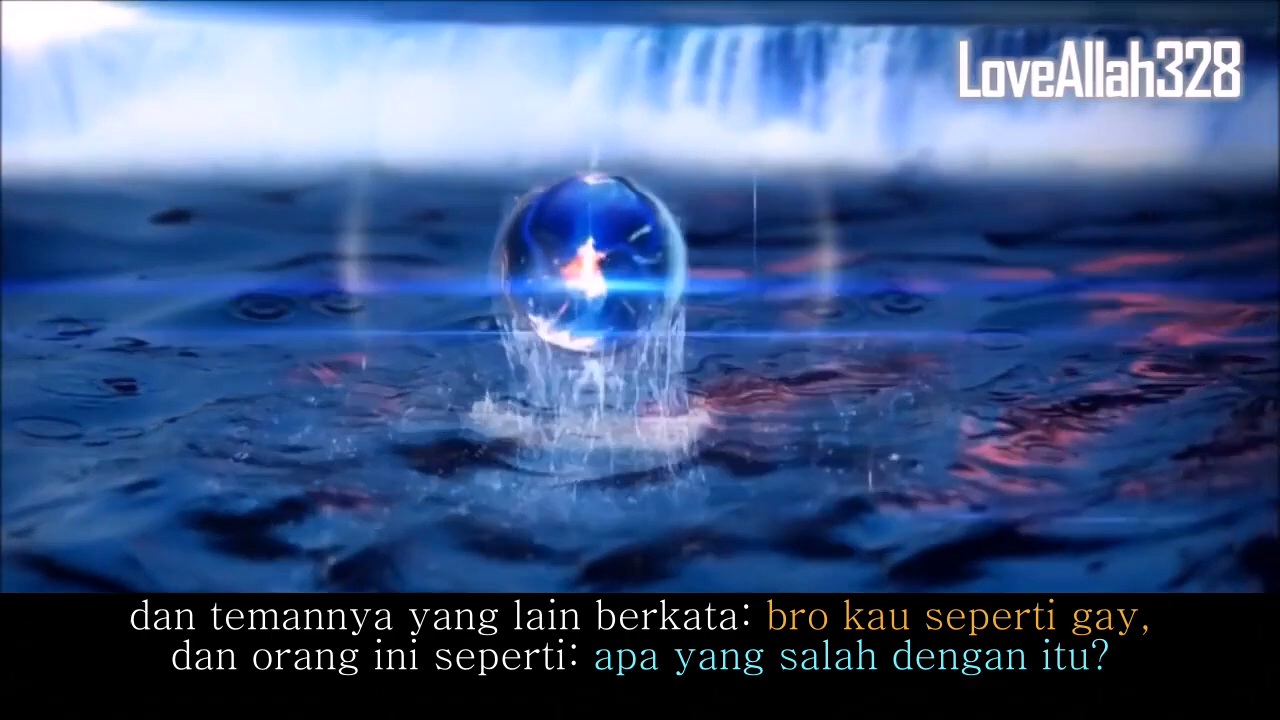 LoveAllah328
dan temannya yang lain berkata: bro kau seperti gay,
dan orang ini seperti: apa yang salah dengan itu?